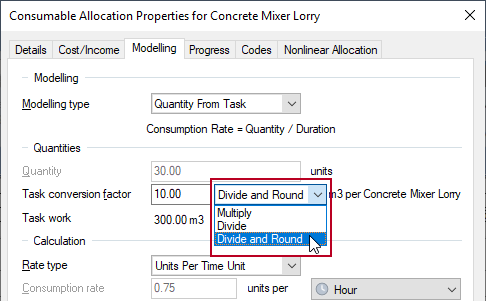 Consumable Allocation Properties for Concrete Mixer Lorry
Details Cost/Income Modelling Progress Codes Nonlinear Allocation
Modelling
Modelling type Quantity From Task
Consumption Rate = Quantity / Duration
Quantities
Quantity 30.00 units
Task conversion factor 10.00 Divide and Round m3 per Concrete Mixer Lorry
Multiply
Task work 300.00 m3
Divide
Divide and Round
Calculation
Rate type Units Per Time Unit
Consumption rate 0.75 units per Hour